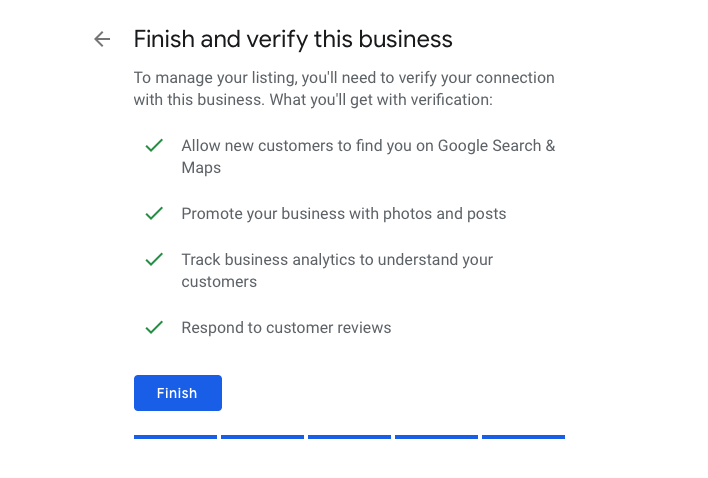 Finish and verify this business
To manage your listing, you'll need to verify your connection
with this business. What you'll get with verification:
Allow new customers to find you on Google Search &
Maps
Promote your business with photos and posts
Track business analytics to understand your
customers
Respond to customer reviews
Finish